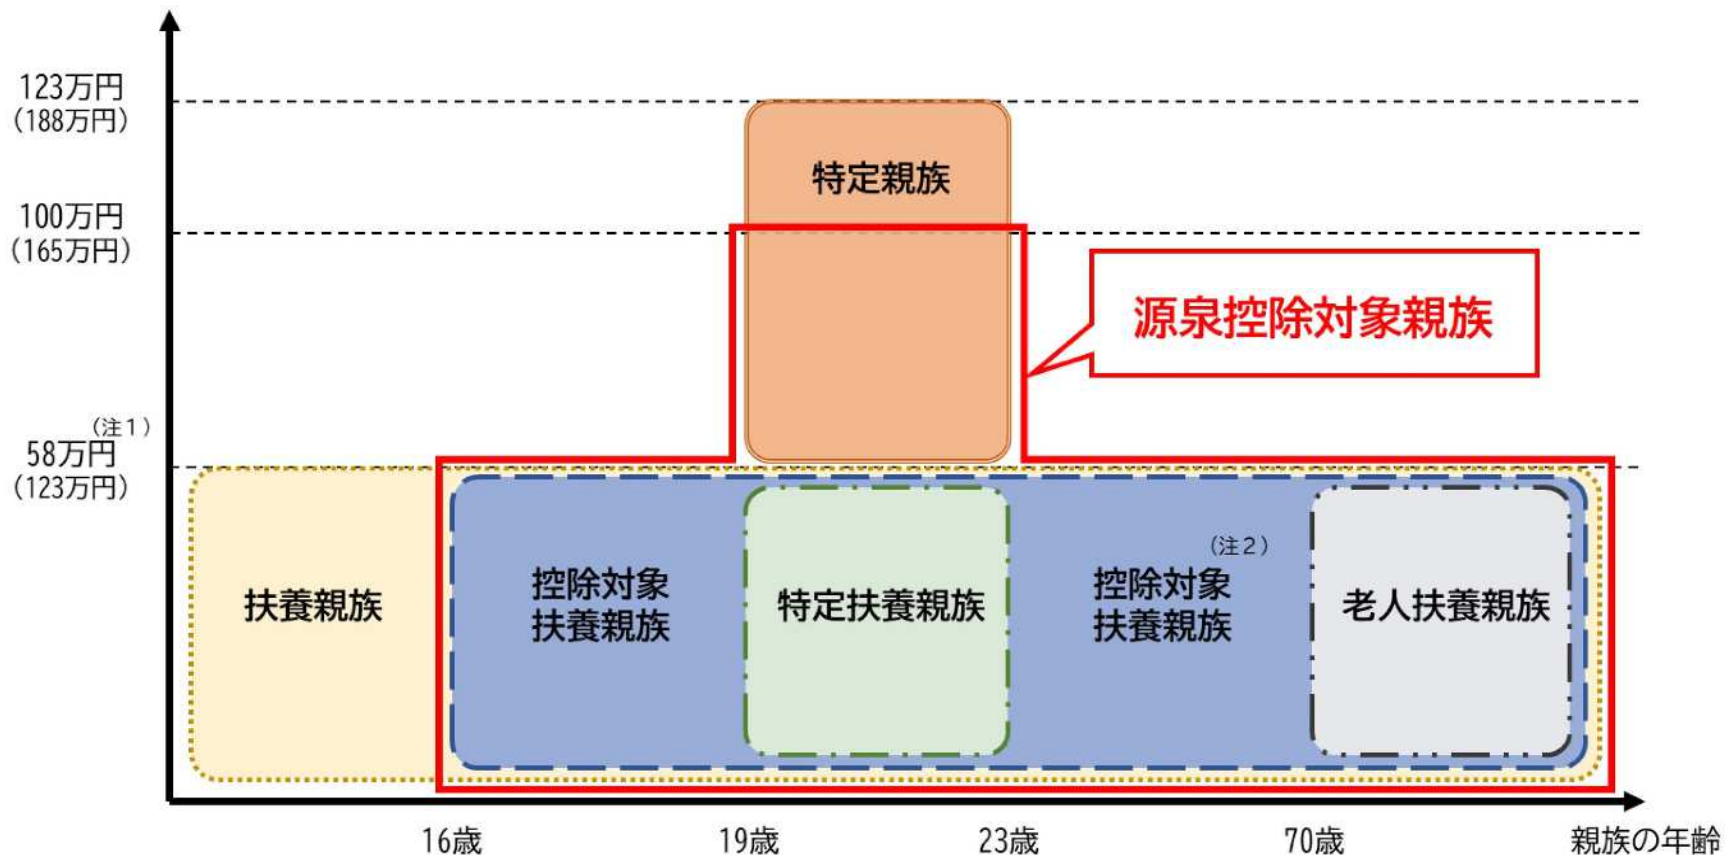 123万円
(188万円)
特定親族
100万円
(165万円)
源泉控除対象親族
(注1)
58万円
(123万円)
扶養親族
控除対象
扶養親族
特定扶養親族
(注2)
控除対象
扶養親族
老人扶養親族
16歳
19歳
23歳
70歳
親族の年齢